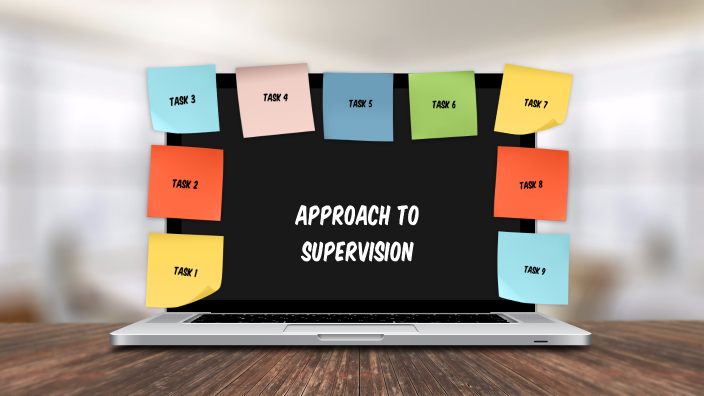 TASK 3
TASK 4
TASK 5
TASK 6
TASK 7
TASK 2
TASK 8
APPROACH TO
SUPERVISION
TASK 1
TASK 9